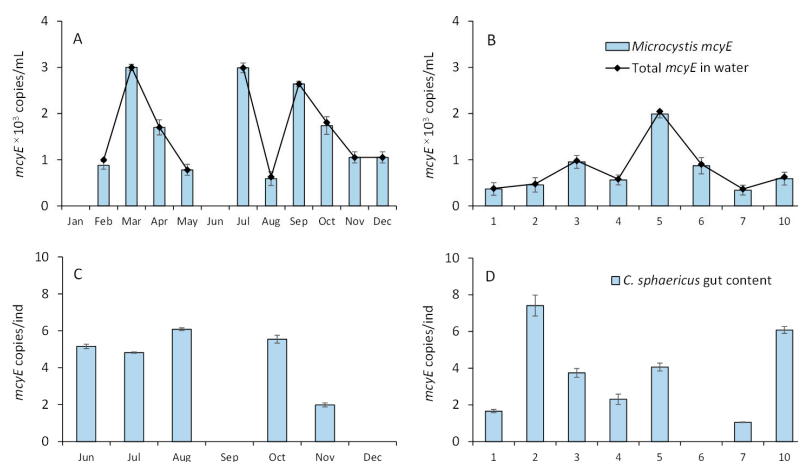 A
mcyE × 10³ copies/mL
4
3
2
1
0
Jan Feb Mar Apr May Jun Jul Aug Sep Oct Nov Dec
B
Microcystis mcyE
Total mcyE in water
mcyE × 10³ copies/mL
4
3
2
1
0
1 2 3 4 5 6 7 10
C
mcyE copies/ind
10
8
6
4
2
0
Jun Jul Aug Sep Oct Nov Dec
D
C. sphaericus gut content
mcyE copies/ind
10
8
6
4
2
0
1 2 3 4 5 6 7 10